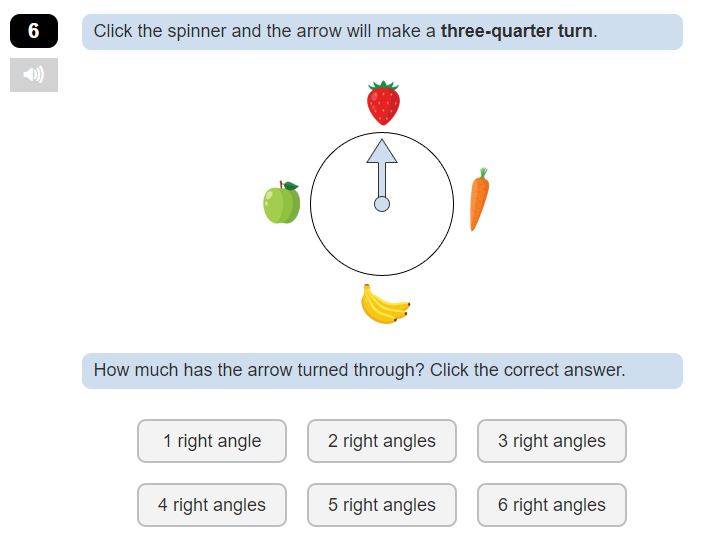 6
Click the spinner and the arrow will make a three-quarter turn.
How much has the arrow turned through? Click the correct answer.
1 right angle
2 right angles
3 right angles
4 right angles
5 right angles
6 right angles